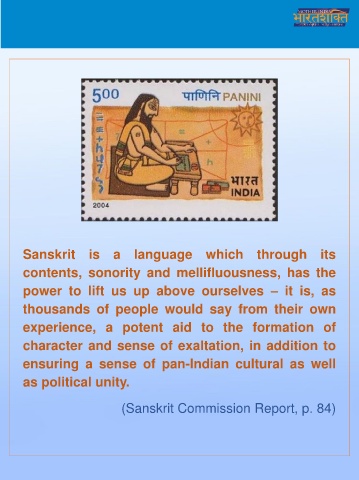 भारतशक्ति
5.00
पाणिनि PANINI
भारत
INDIA
2004
Sanskrit is a language which through its
contents, sonority and mellifluousness, has the
power to lift us up above ourselves – it is, as
thousands of people would say from their own
experience, a potent aid to the formation of
character and sense of exaltation, in addition to
ensuring a sense of pan-Indian cultural as well
as political unity.
(Sanskrit Commission Report, p. 84)